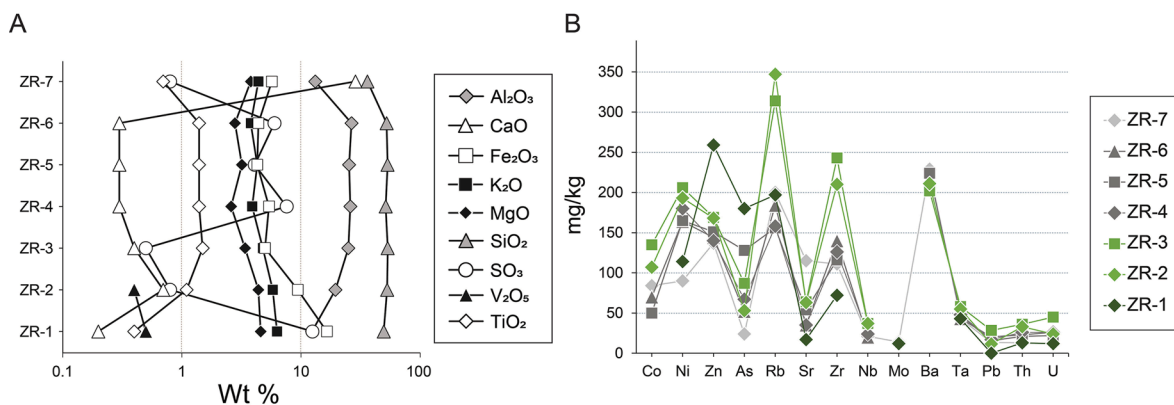 A
ZR-7
ZR-6
ZR-5
ZR-4
ZR-3
ZR-2
ZR-1
0.1
1
10
100
Wt %
Al₂O₃
CaO
Fe₂O₃
K₂O
MgO
SiO₂
SO₃
V₂O₅
TiO₂
B
mg/kg
350
300
250
200
150
100
50
0
Co Ni Zn As Rb Sr Zr Nb Mo Ba Ta Pb Th U
ZR-7
ZR-6
ZR-5
ZR-4
ZR-3
ZR-2
ZR-1